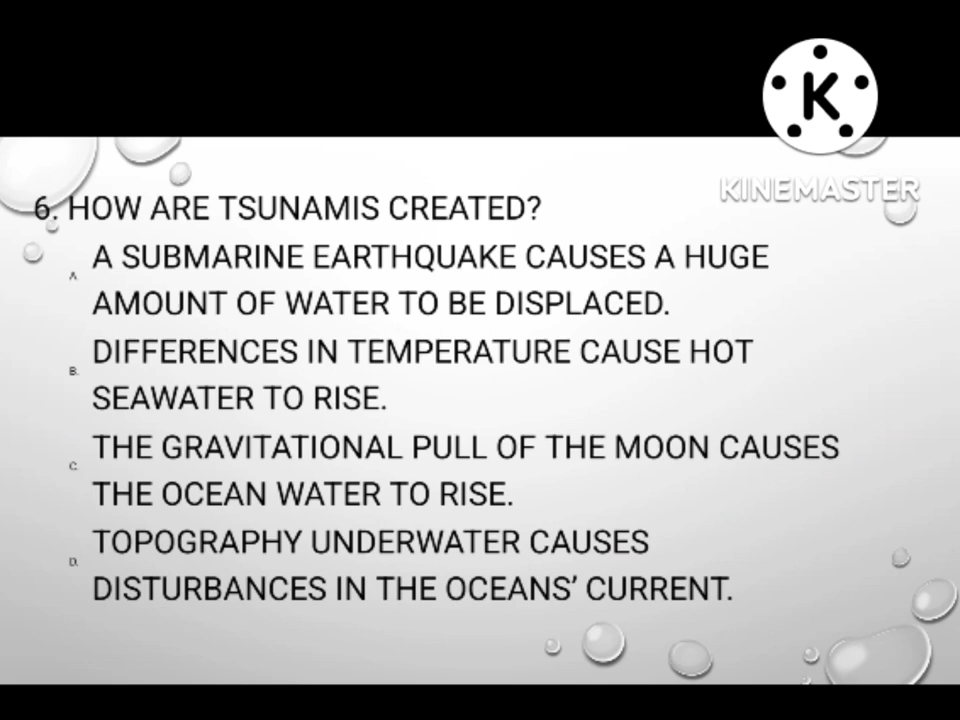 K
KINEMASTER
6. HOW ARE TSUNAMIS CREATED?
A. A SUBMARINE EARTHQUAKE CAUSES A HUGE
AMOUNT OF WATER TO BE DISPLACED.
B. DIFFERENCES IN TEMPERATURE CAUSE HOT
SEAWATER TO RISE.
C. THE GRAVITATIONAL PULL OF THE MOON CAUSES
THE OCEAN WATER TO RISE.
D. TOPOGRAPHY UNDERWATER CAUSES
DISTURBANCES IN THE OCEANS’ CURRENT.